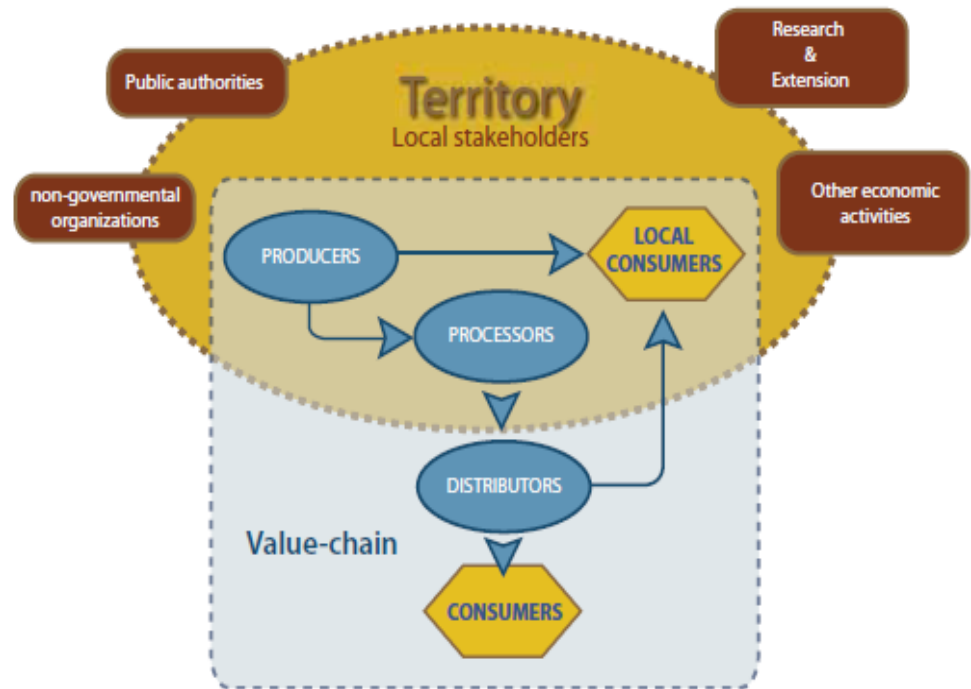 Public authorities
Research
&
Extension
Territory
Local stakeholders
non-governmental
organizations
Other economic
activities
PRODUCERS
LOCAL
CONSUMERS
PROCESSORS
DISTRIBUTORS
Value-chain
CONSUMERS